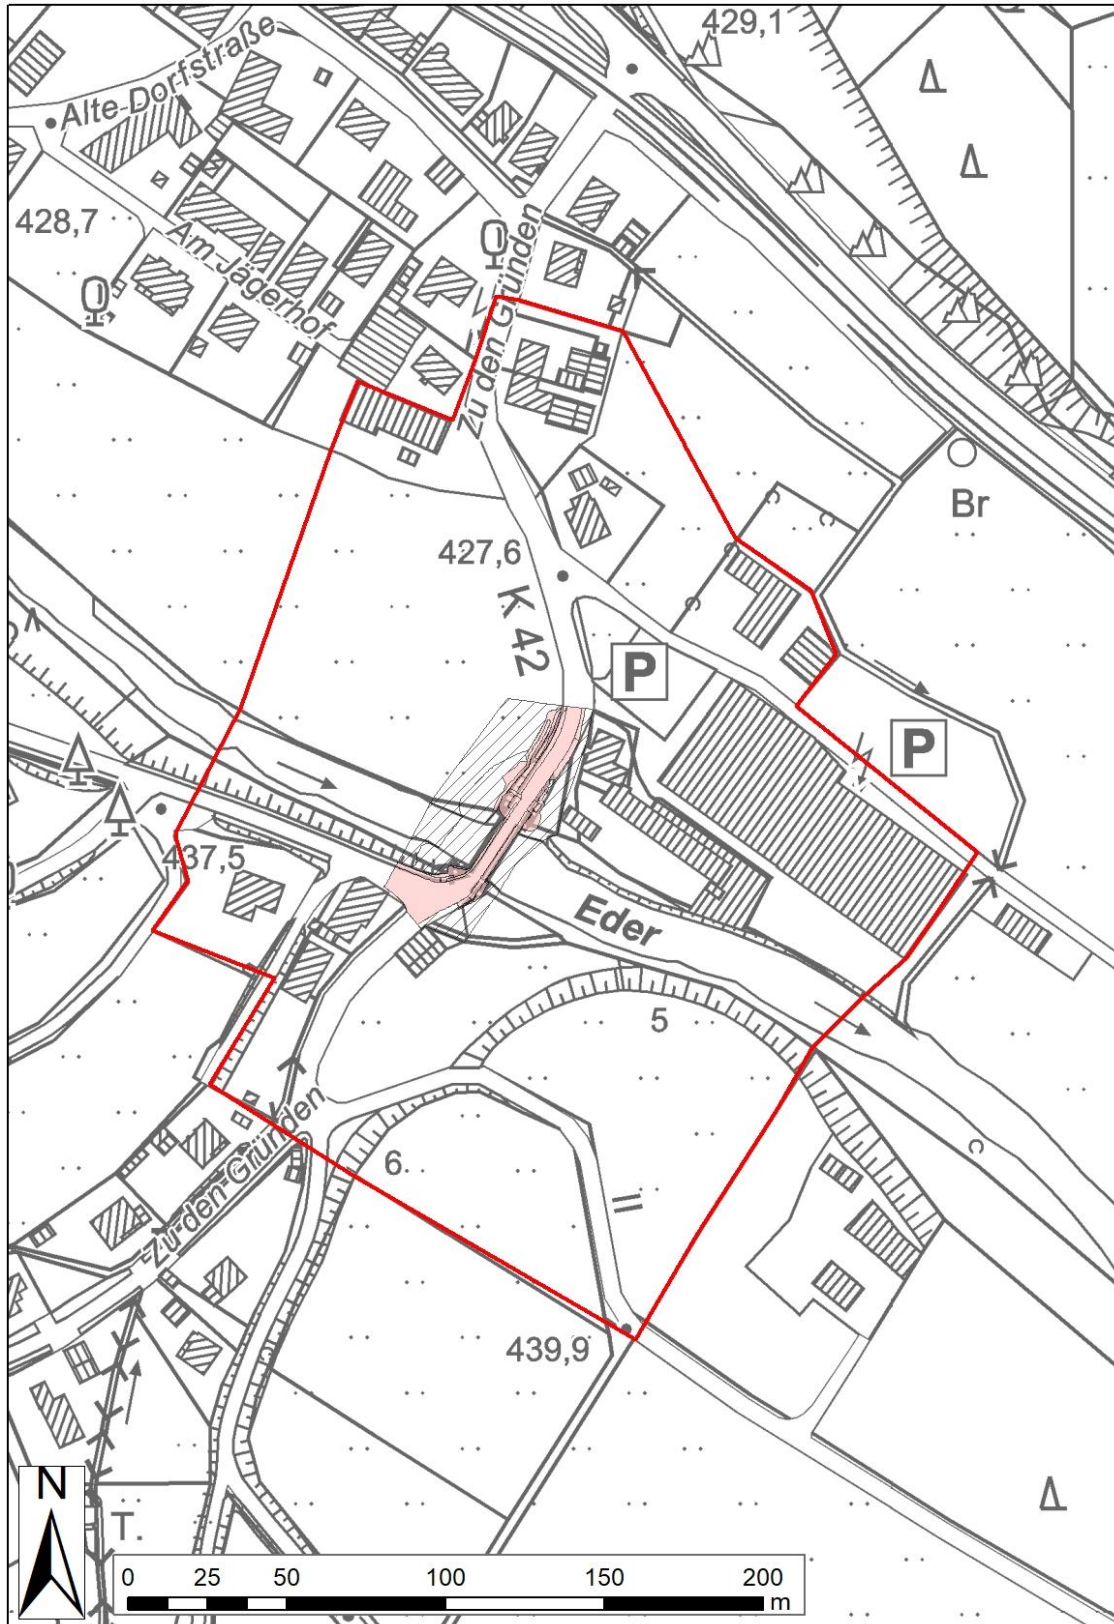 429,1
Alte Dorfstraße
428,7
Am Jägerhof
Zu den Gründen
Br
427,6
K 42
P
P
437,5
Eder
5
Zu den Gründen
6
439,9
N
T.
0 25 50 100 150 200
m